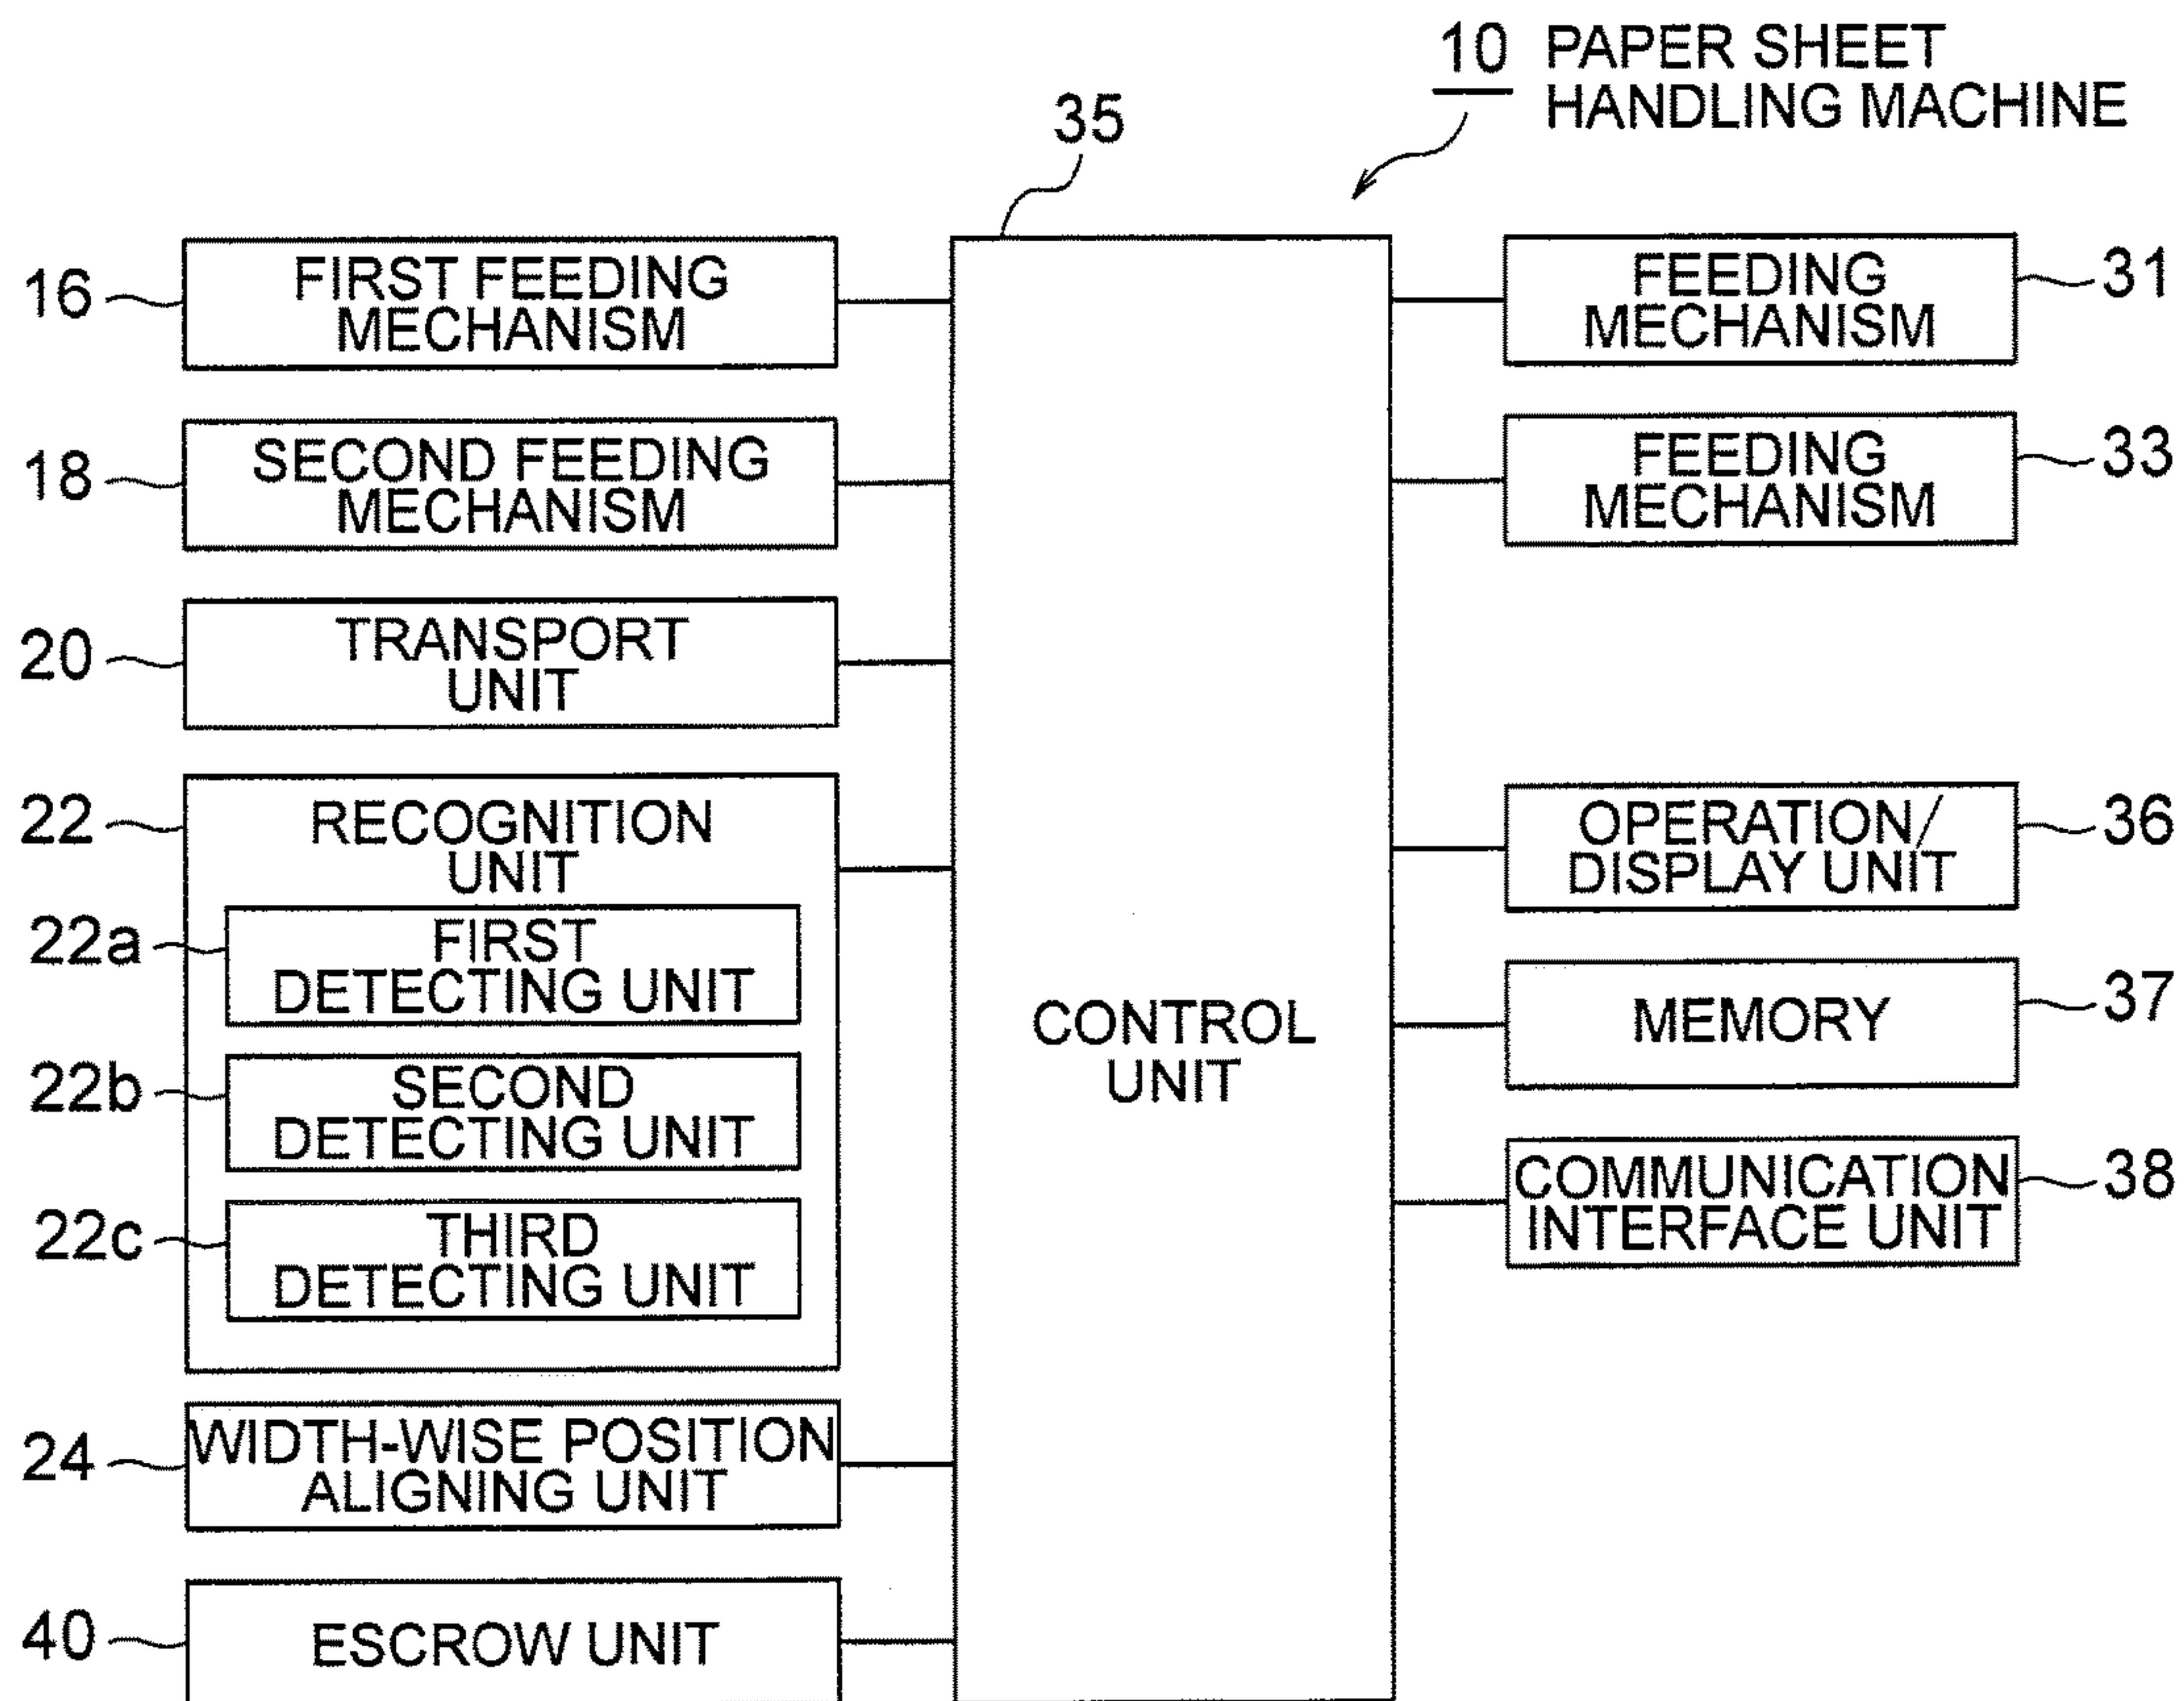 10 PAPER SHEET
HANDLING MACHINE
35
16
FIRST FEEDING
MECHANISM
18
SECOND FEEDING
MECHANISM
20
TRANSPORT
UNIT
22
RECOGNITION
UNIT
22a
FIRST
DETECTING UNIT
22b
SECOND
DETECTING UNIT
22c
THIRD
DETECTING UNIT
24
WIDTH-WISE POSITION
ALIGNING UNIT
40
ESCROW UNIT
CONTROL
UNIT
FEEDING
MECHANISM
31
FEEDING
MECHANISM
33
OPERATION/
DISPLAY UNIT
36
MEMORY
37
COMMUNICATION
INTERFACE UNIT
38